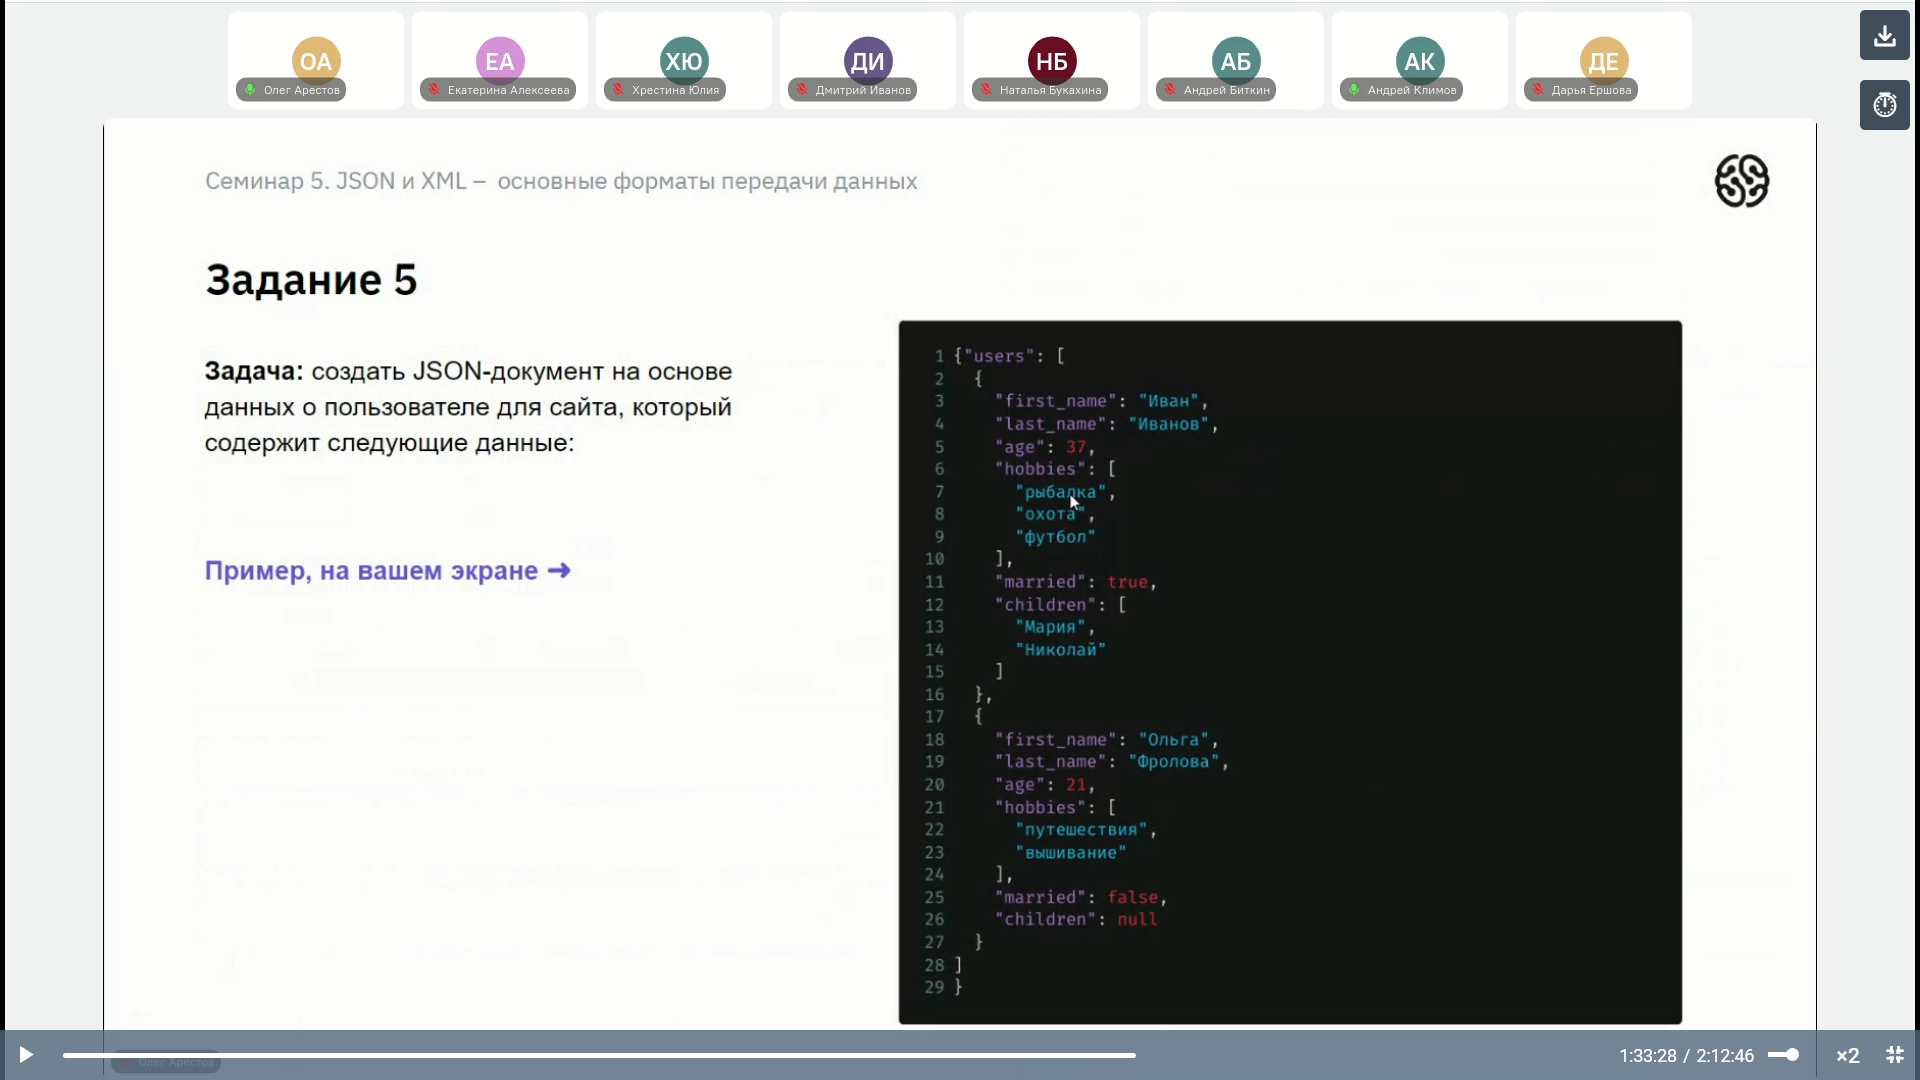 ОА
ЕА
ХЮ
ДИ
НБ
АБ
АК
ДЕ
Олег Арестов
Екатерина Алексеева
Хрестина Юлия
Дмитрий Иванов
Наталья Букахина
Андрей Биткин
Андрей Климов
Дарья Ершова
Семинар 5. JSON и XML – основные форматы передачи данных
Задание 5
Задача: создать JSON-документ на основе
данных о пользователе для сайта, который
содержит следующие данные:
Пример, на вашем экране ➜
1 {"users": [
2 {
3 "first_name": "Иван",
4 "last_name": "Иванов",
5 "age": 37,
6 "hobbies": [
7 "рыбалка",
8 "охота",
9 "футбол"
10 ],
11 "married": true,
12 "children": [
13 "Мария",
14 "Николай"
15 ]
16 },
17 {
18 "first_name": "Ольга",
19 "last_name": "Фролова",
20 "age": 21,
21 "hobbies": [
22 "путешествия",
23 "вышивание"
24 ],
25 "married": false,
26 "children": null
27 }
28 ]
29 }
Олег Арестов
1:33:28 / 2:12:46
×2